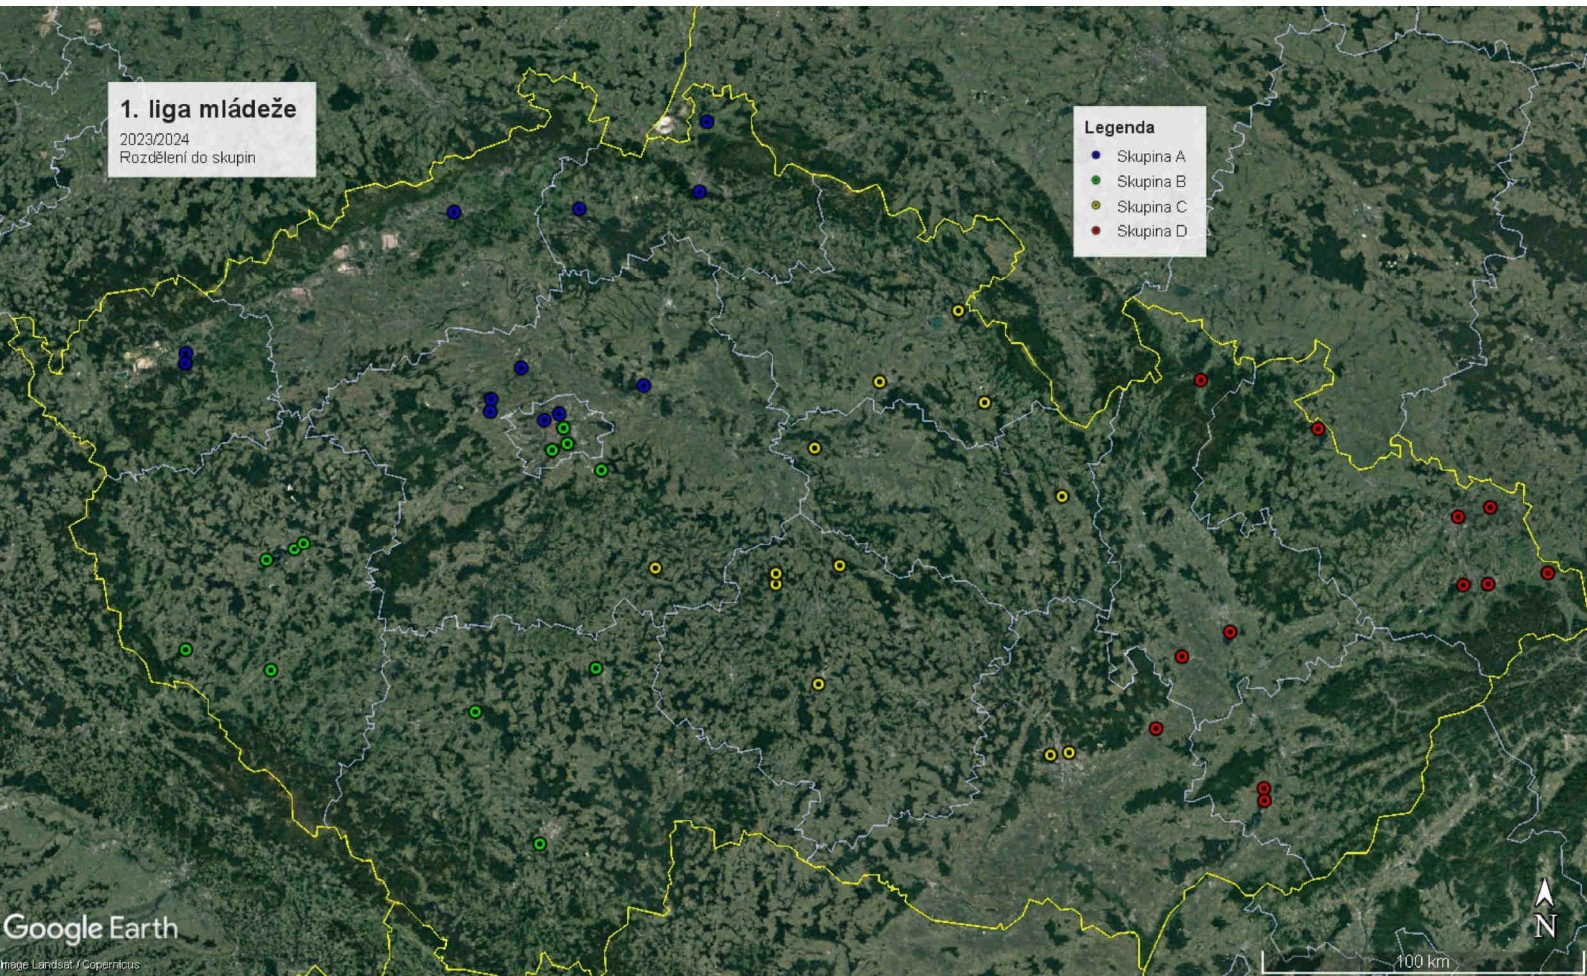 1. liga mládeže
2023/2024
Rozdělení do skupin
Legenda
Skupina A
Skupina B
Skupina C
Skupina D
Google Earth
Image Landsat / Copernicus
N
100 km